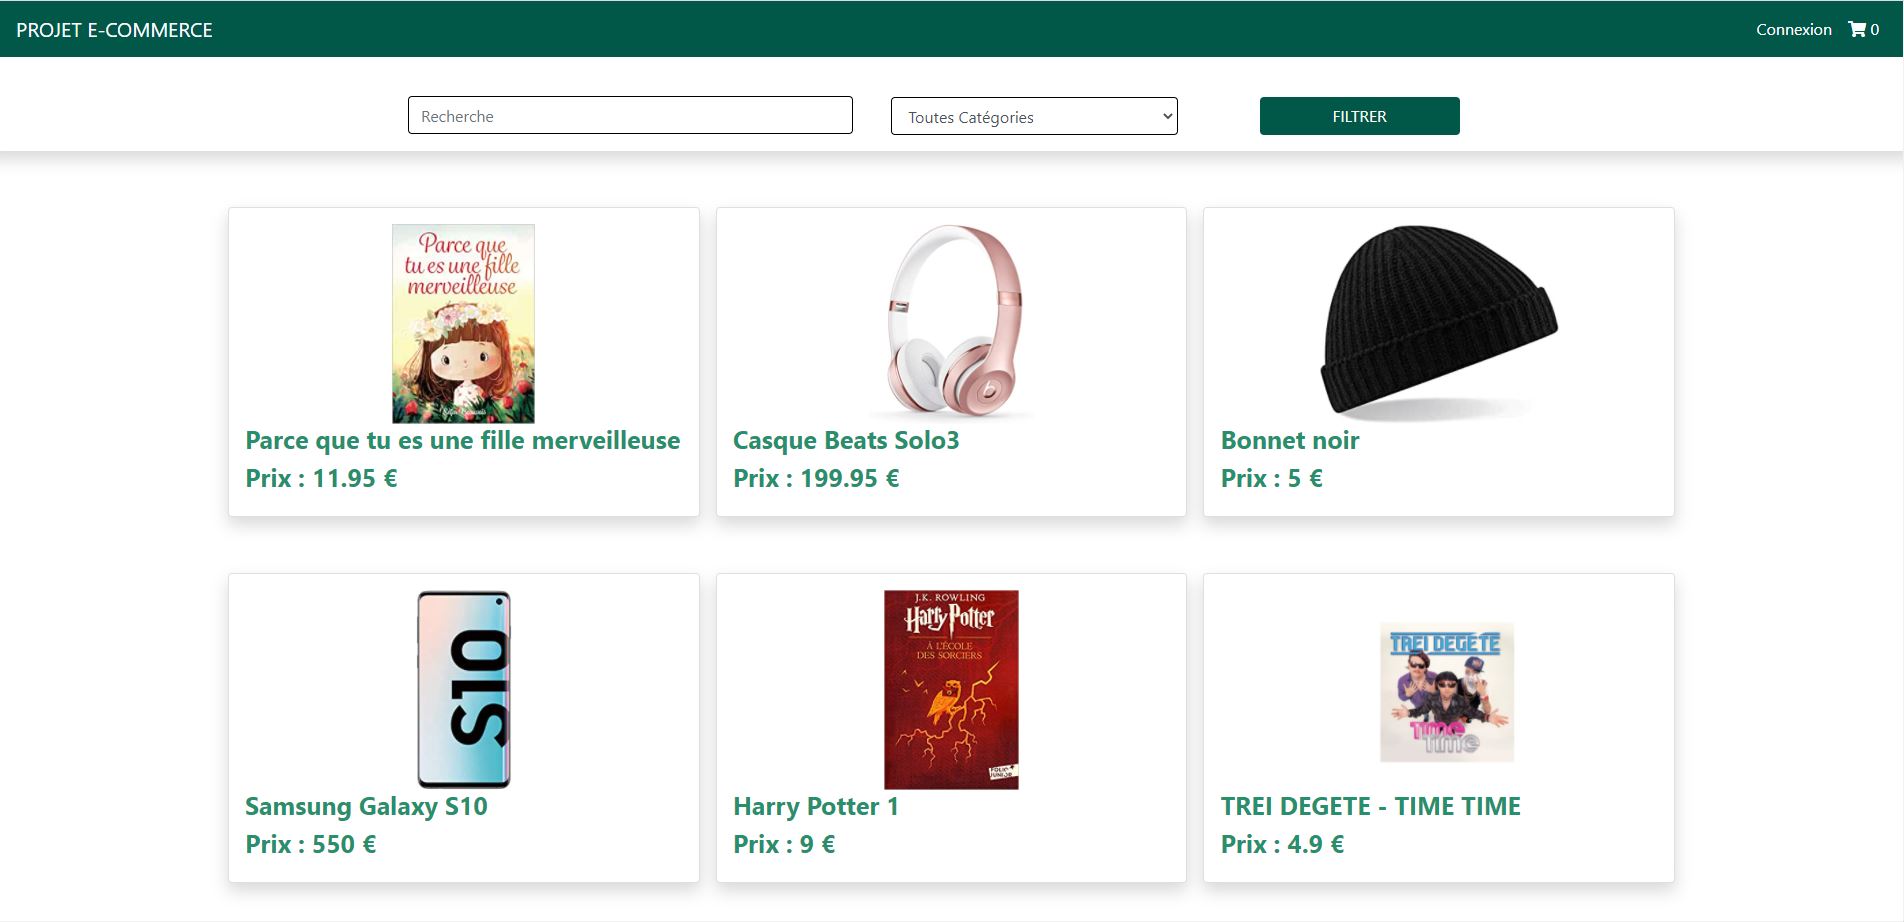 PROJET E-COMMERCE
Connexion
0
Recherche
Toutes Catégories
FILTRER
Parce que
tu es une fille
merveilleuse
Parce que tu es une fille merveilleuse
Prix : 11.95 €
b
Casque Beats Solo3
Prix : 199.95 €
Bonnet noir
Prix : 5 €
S10
Samsung Galaxy S10
Prix : 550 €
J.K. ROWLING
Harry Potter
À L'ÉCOLE
DES SORCIERS
FOLIO
JUNIOR
Harry Potter 1
Prix : 9 €
TREI DEGETE
TIME
TIME
TREI DEGETE - TIME TIME
Prix : 4.9 €